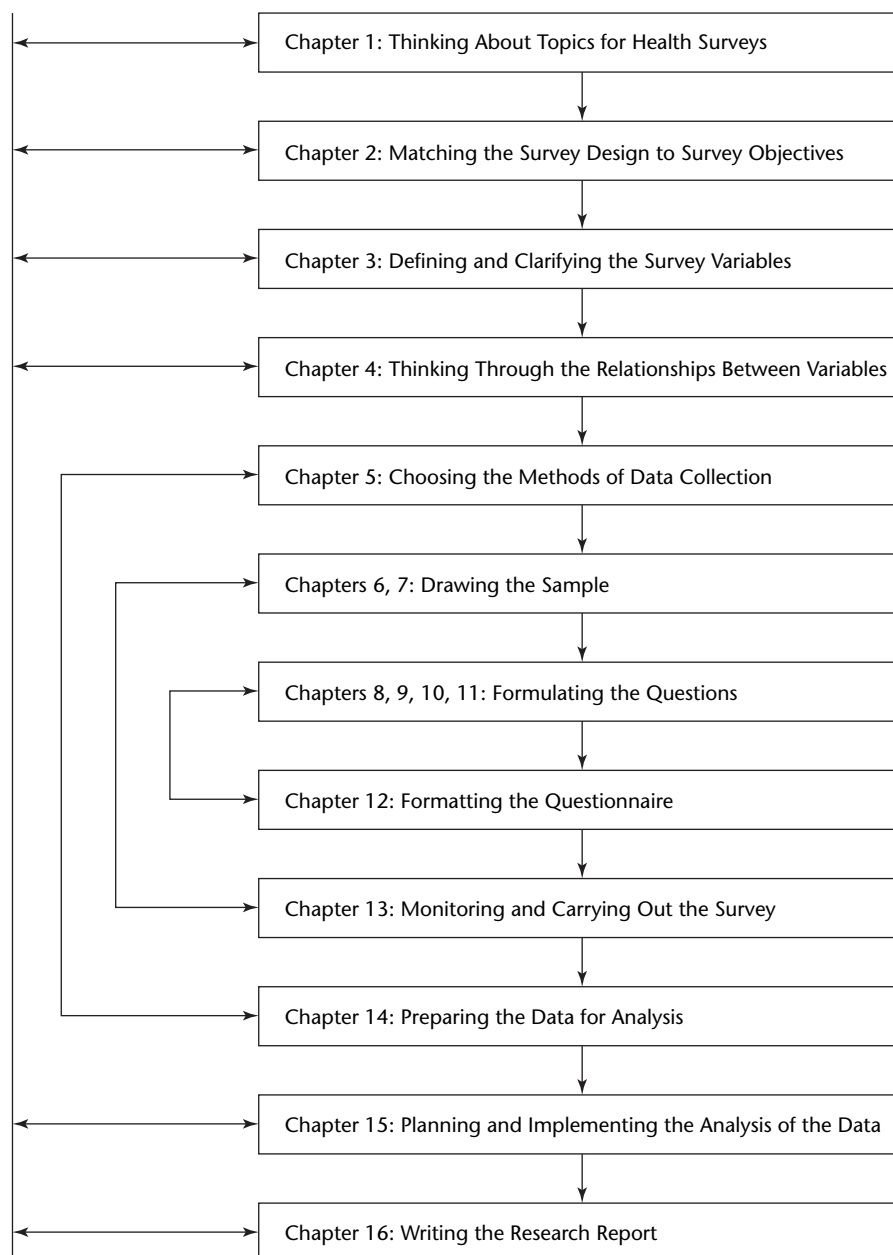 Chapter 1: Thinking About Topics for Health Surveys
Chapter 2: Matching the Survey Design to Survey Objectives
Chapter 3: Defining and Clarifying the Survey Variables
Chapter 4: Thinking Through the Relationships Between Variables
Chapter 5: Choosing the Methods of Data Collection
Chapters 6, 7: Drawing the Sample
Chapters 8, 9, 10, 11: Formulating the Questions
Chapter 12: Formatting the Questionnaire
Chapter 13: Monitoring and Carrying Out the Survey
Chapter 14: Preparing the Data for Analysis
Chapter 15: Planning and Implementing the Analysis of the Data
Chapter 16: Writing the Research Report